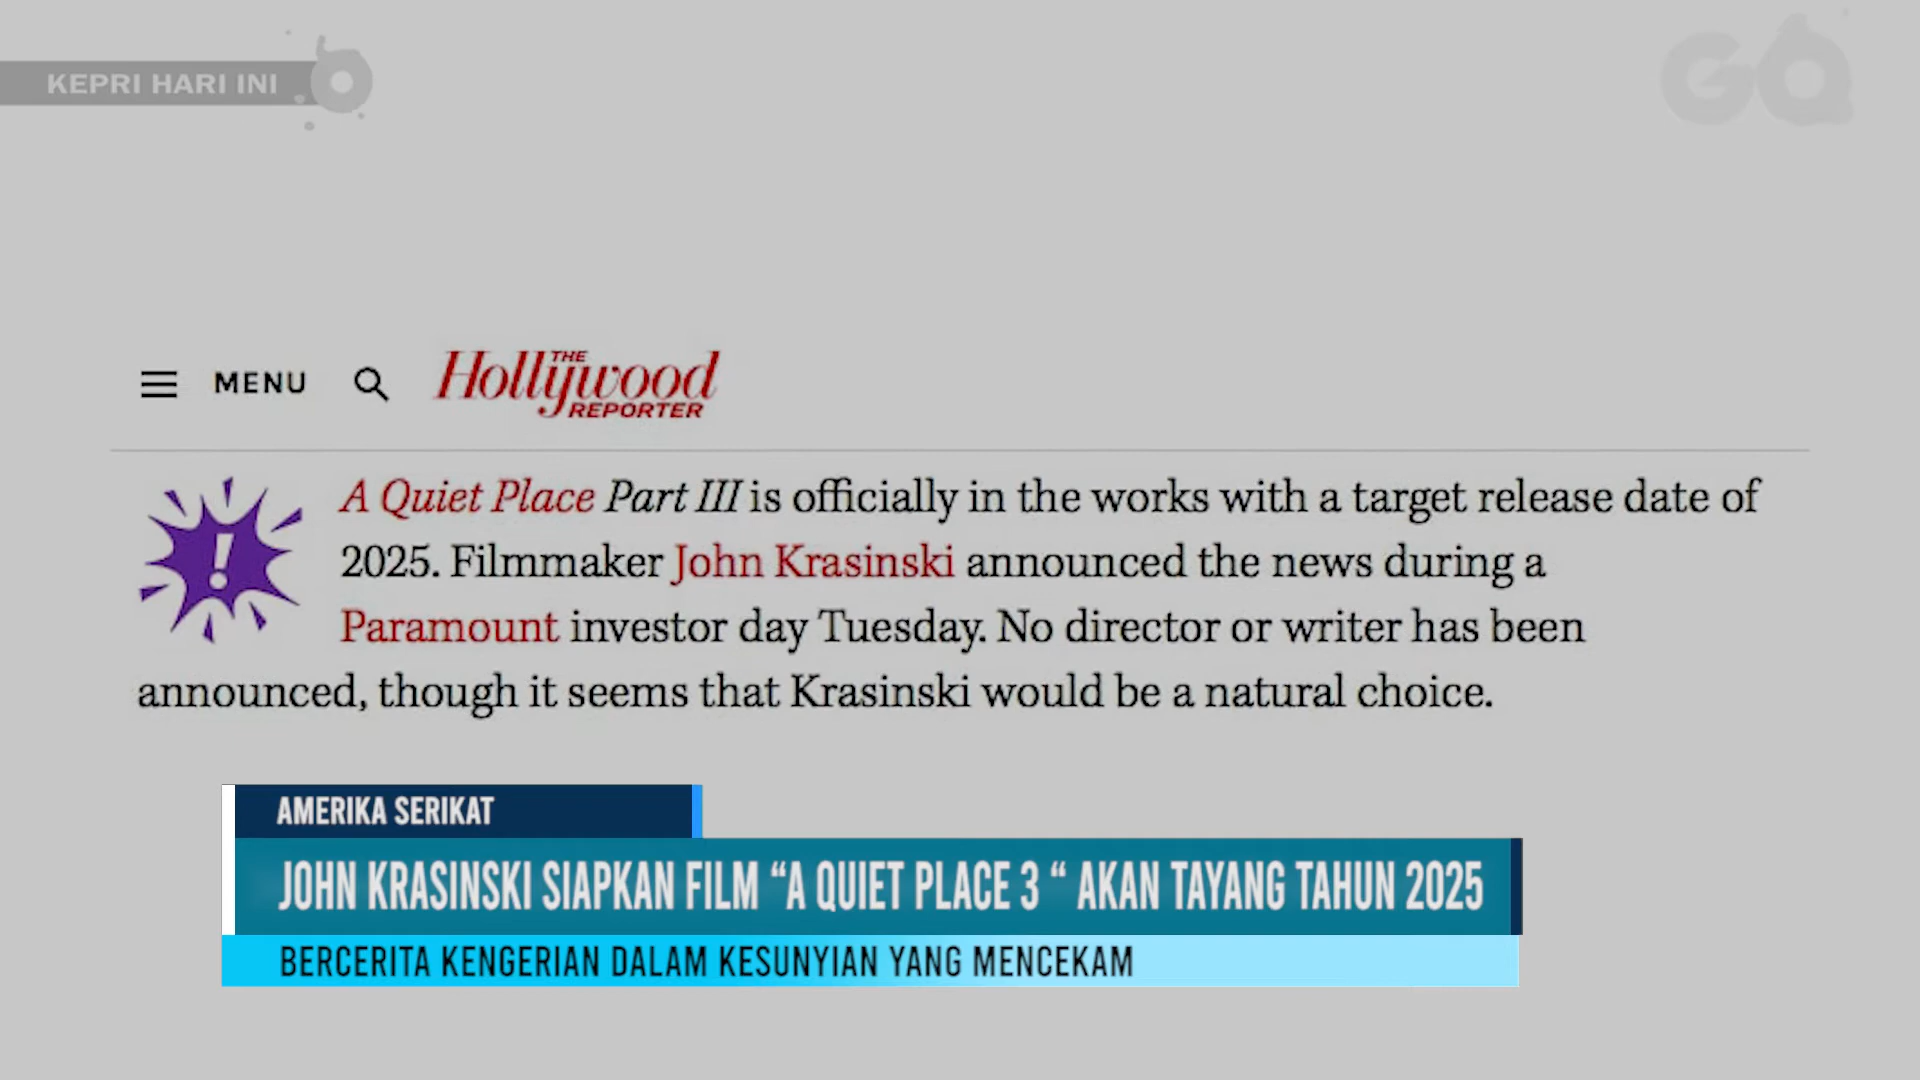 KEPRI HARI INI
GQ
MENU
THE
Hollywood
REPORTER
A Quiet Place Part III is officially in the works with a target release date of
2025. Filmmaker John Krasinski announced the news during a
Paramount investor day Tuesday. No director or writer has been
announced, though it seems that Krasinski would be a natural choice.
AMERIKA SERIKAT
JOHN KRASINSKI SIAPKAN FILM “A QUIET PLACE 3 “ AKAN TAYANG TAHUN 2025
BERCERITA KENGERIAN DALAM KESUNYIAN YANG MENCEKAM